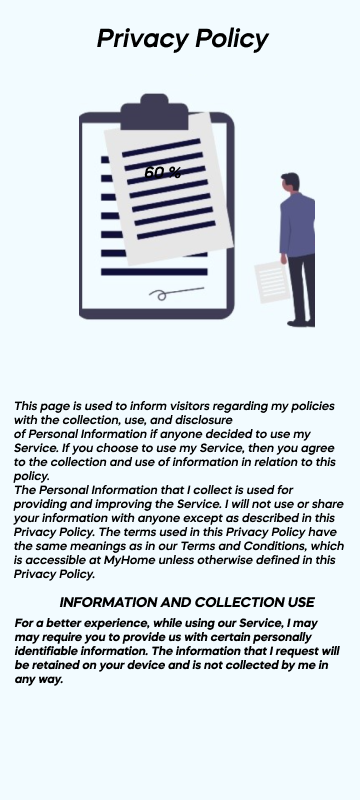 Privacy Policy
60 %
This page is used to inform visitors regarding my policies
with the collection, use, and disclosure
of Personal Information if anyone decided to use my
Service. If you choose to use my Service, then you agree
to the collection and use of information in relation to this
policy.
The Personal Information that I collect is used for
providing and improving the Service. I will not use or share
your information with anyone except as described in this
Privacy Policy. The terms used in this Privacy Policy have
the same meanings as in our Terms and Conditions, which
is accessible at MyHome unless otherwise defined in this
Privacy Policy.
INFORMATION AND COLLECTION USE
For a better experience, while using our Service, I may
may require you to provide us with certain personally
identifiable information. The information that I request will
be retained on your device and is not collected by me in
any way.